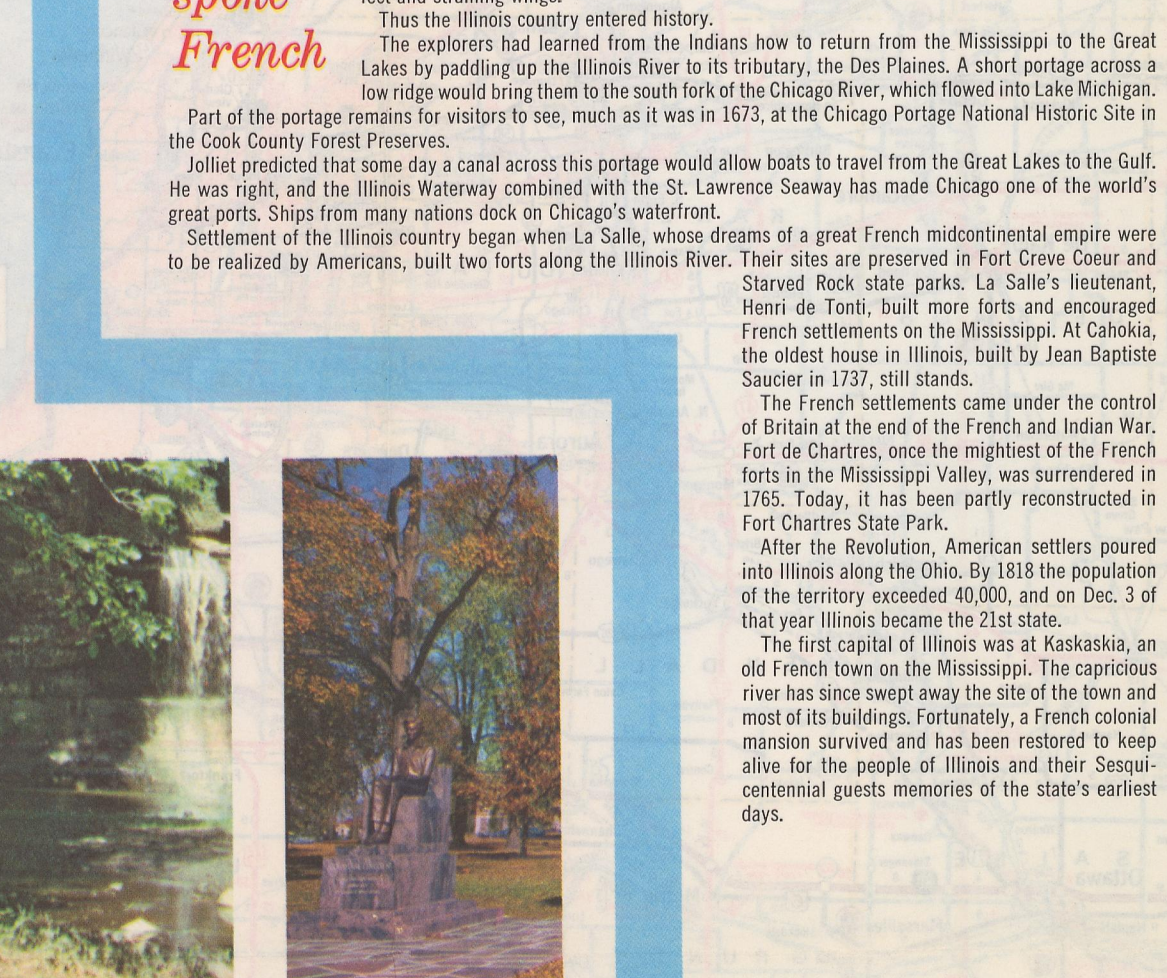 spoke
French
feet and straining wings.
Thus the Illinois country entered history.
The explorers had learned from the Indians how to return from the Mississippi to the Great
Lakes by paddling up the Illinois River to its tributary, the Des Plaines. A short portage across a
low ridge would bring them to the south fork of the Chicago River, which flowed into Lake Michigan.
Part of the portage remains for visitors to see, much as it was in 1673, at the Chicago Portage National Historic Site in
the Cook County Forest Preserves.
Jolliet predicted that some day a canal across this portage would allow boats to travel from the Great Lakes to the Gulf.
He was right, and the Illinois Waterway combined with the St. Lawrence Seaway has made Chicago one of the world's
great ports. Ships from many nations dock on Chicago's waterfront.
Settlement of the Illinois country began when La Salle, whose dreams of a great French midcontinental empire were
to be realized by Americans, built two forts along the Illinois River. Their sites are preserved in Fort Creve Coeur and
Starved Rock state parks. La Salle's lieutenant,
Henri de Tonti, built more forts and encouraged
French settlements on the Mississippi. At Cahokia,
the oldest house in Illinois, built by Jean Baptiste
Saucier in 1737, still stands.
The French settlements came under the control
of Britain at the end of the French and Indian War.
Fort de Chartres, once the mightiest of the French
forts in the Mississippi Valley, was surrendered in
1765. Today, it has been partly reconstructed in
Fort Chartres State Park.
After the Revolution, American settlers poured
into Illinois along the Ohio. By 1818 the population
of the territory exceeded 40,000, and on Dec. 3 of
that year Illinois became the 21st state.
The first capital of Illinois was at Kaskaskia, an
old French town on the Mississippi. The capricious
river has since swept away the site of the town and
most of its buildings. Fortunately, a French colonial
mansion survived and has been restored to keep
alive for the people of Illinois and their Sesqui-
centennial guests memories of the state's earliest
days.